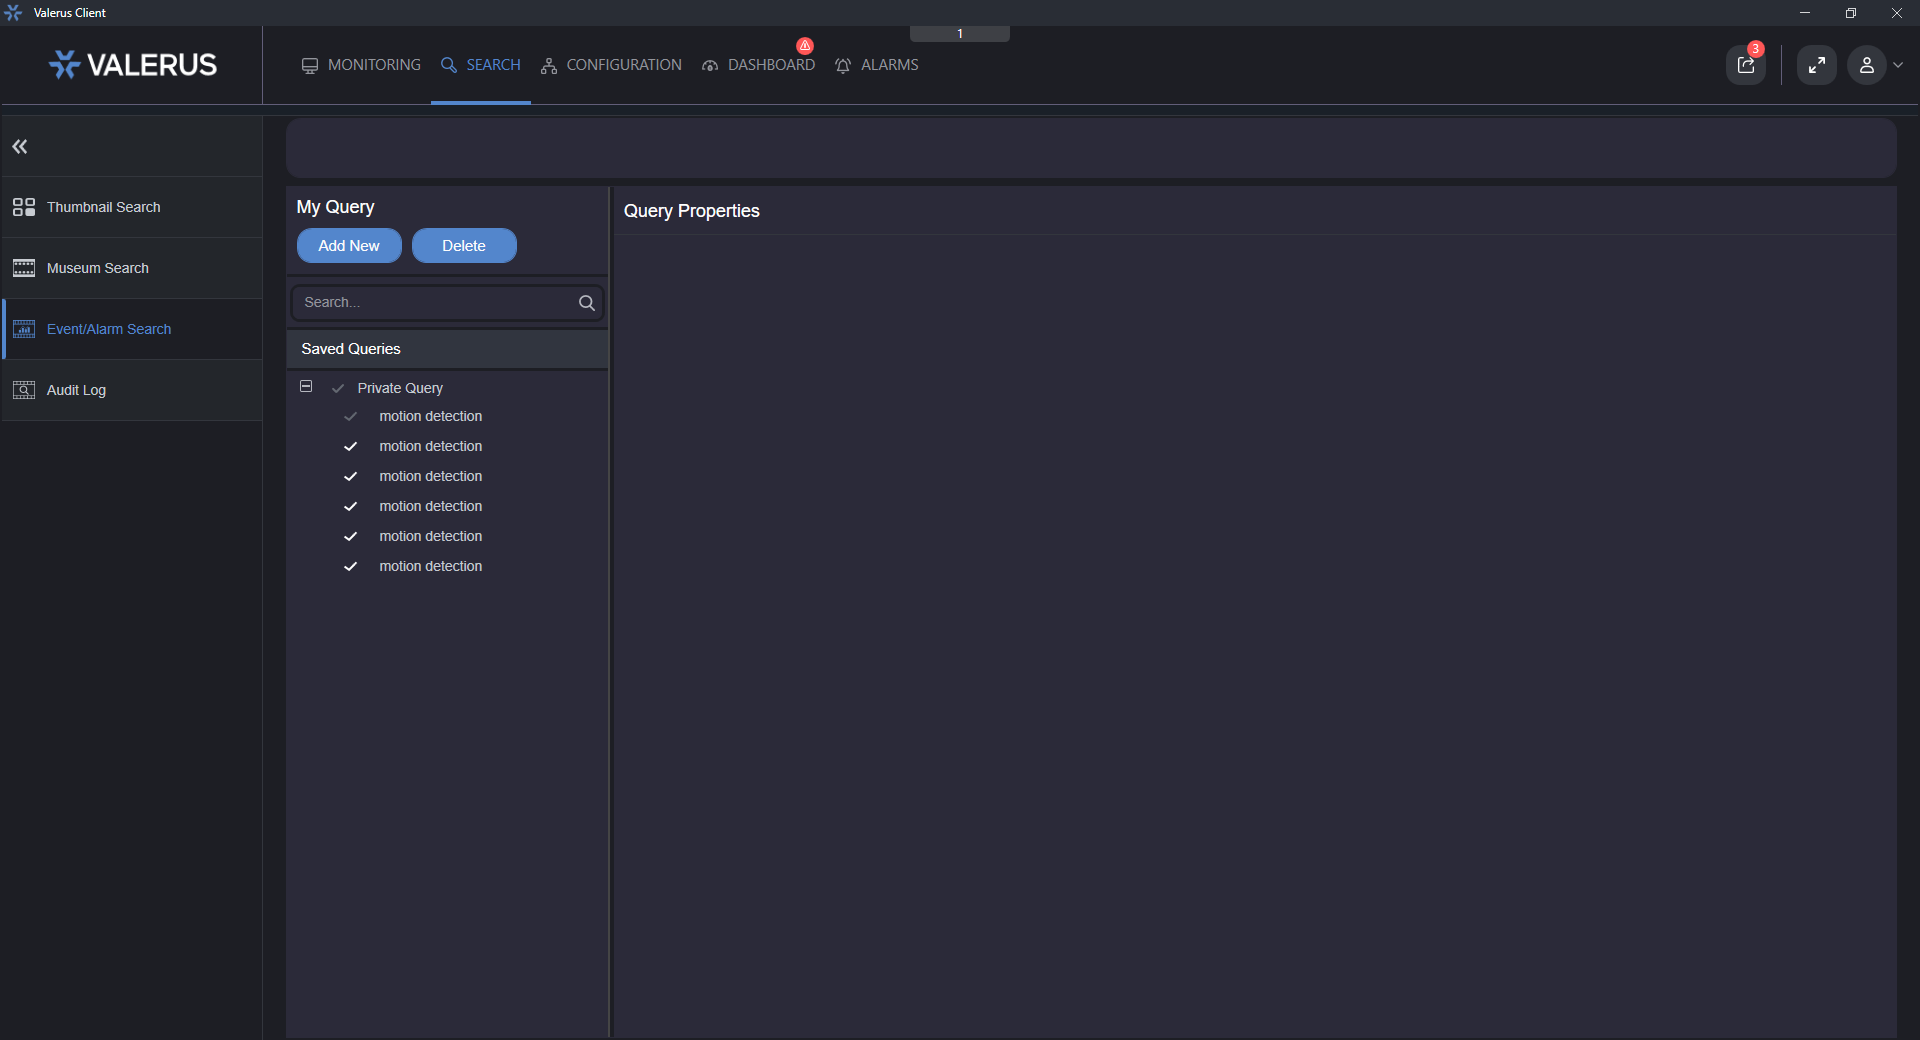 Valerus Client
1
VALERUS
MONITORING
SEARCH
CONFIGURATION
DASHBOARD
ALARMS
3
Thumbnail Search
Museum Search
Event/Alarm Search
Audit Log
My Query
Add New
Delete
Search...
Saved Queries
Private Query
motion detection
motion detection
motion detection
motion detection
motion detection
motion detection
Query Properties